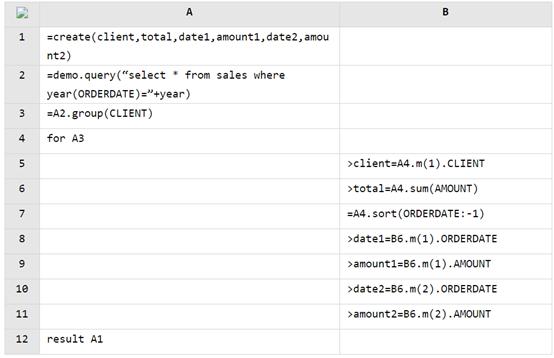 A B
1 =create(client,total,date1,amount1,date2,amou
nt2)
2 =demo.query(“select * from sales where
year(ORDERDATE)=”+year)
3 =A2.group(CLIENT)
4 for A3
5 >client=A4.m(1).CLIENT
6 >total=A4.sum(AMOUNT)
7 =A4.sort(ORDERDATE:-1)
8 >date1=B6.m(1).ORDERDATE
9 >amount1=B6.m(1).AMOUNT
10 >date2=B6.m(2).ORDERDATE
11 >amount2=B6.m(2).AMOUNT
12 result A1